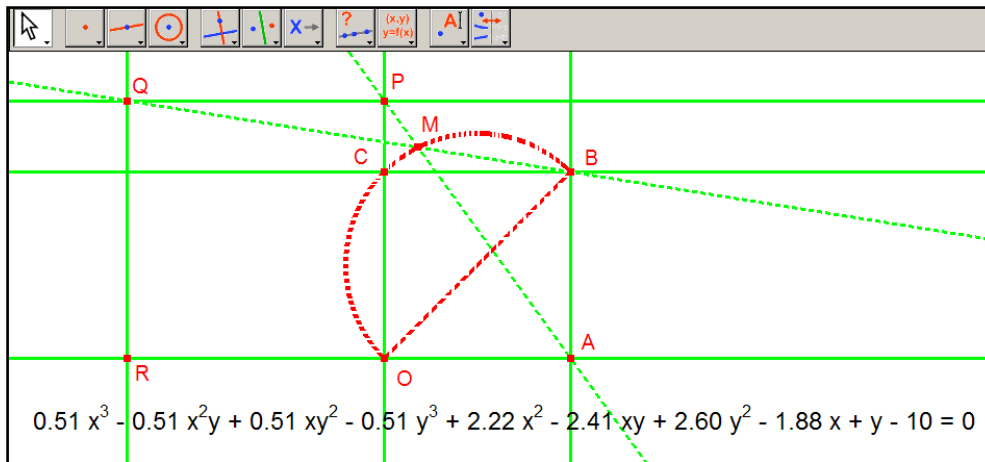 ? (x,y) A
X→ y=f(x)
Q P
M
C B
R O A
0.51 x³ - 0.51 x²y + 0.51 xy² - 0.51 y³ + 2.22 x² - 2.41 xy + 2.60 y² - 1.88 x + y - 10 = 0